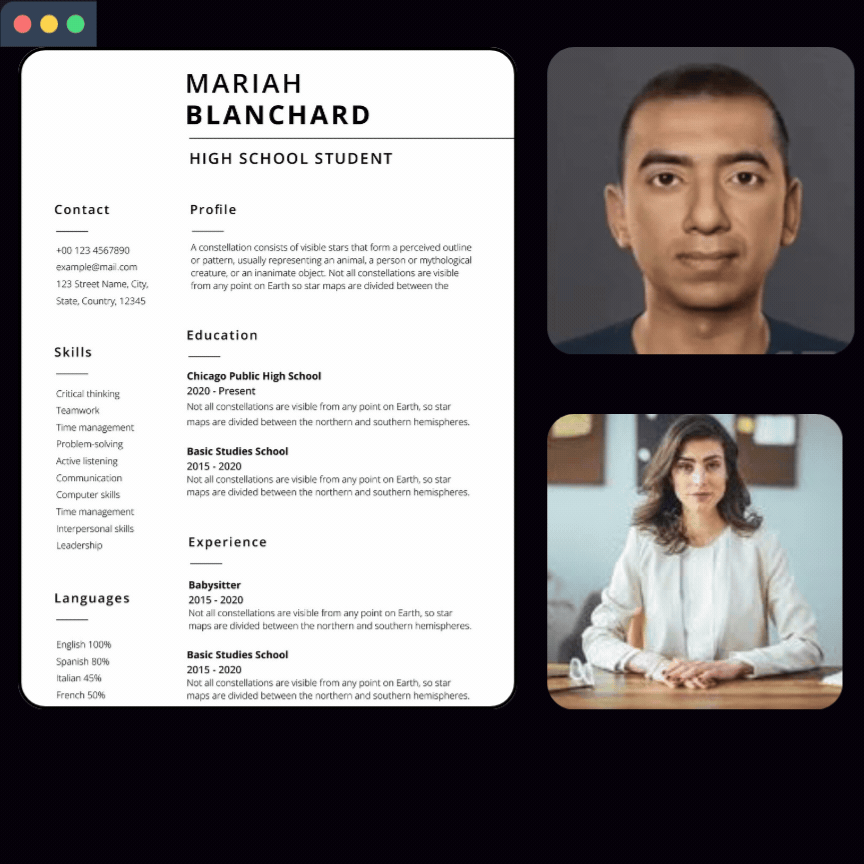 MARIAH
BLANCHARD
HIGH SCHOOL STUDENT
Contact
+00 123 4567890
example@mail.com
123 Street Name, City,
State, Country, 12345
Skills
Critical thinking
Teamwork
Time management
Problem-solving
Active listening
Communication
Computer skills
Time management
Interpersonal skills
Leadership
Languages
English 100%
Spanish 80%
Italian 45%
French 50%
Profile
A constellation consists of visible stars that form a perceived outline
or pattern, usually representing an animal, a person or mythological
creature, or an inanimate object. Not all constellations are visible
from any point on Earth so star maps are divided between the
Education
Chicago Public High School
2020 - Present
Not all constellations are visible from any point on Earth, so star
maps are divided between the northern and southern hemispheres.
Basic Studies School
2015 - 2020
Not all constellations are visible from any point on Earth, so star
maps are divided between the northern and southern hemispheres.
Experience
Babysitter
2015 - 2020
Not all constellations are visible from any point on Earth, so star
maps are divided between the northern and southern hemispheres.
Basic Studies School
2015 - 2020
Not all constellations are visible from any point on Earth, so star
maps are divided between the northern and southern hemispheres.